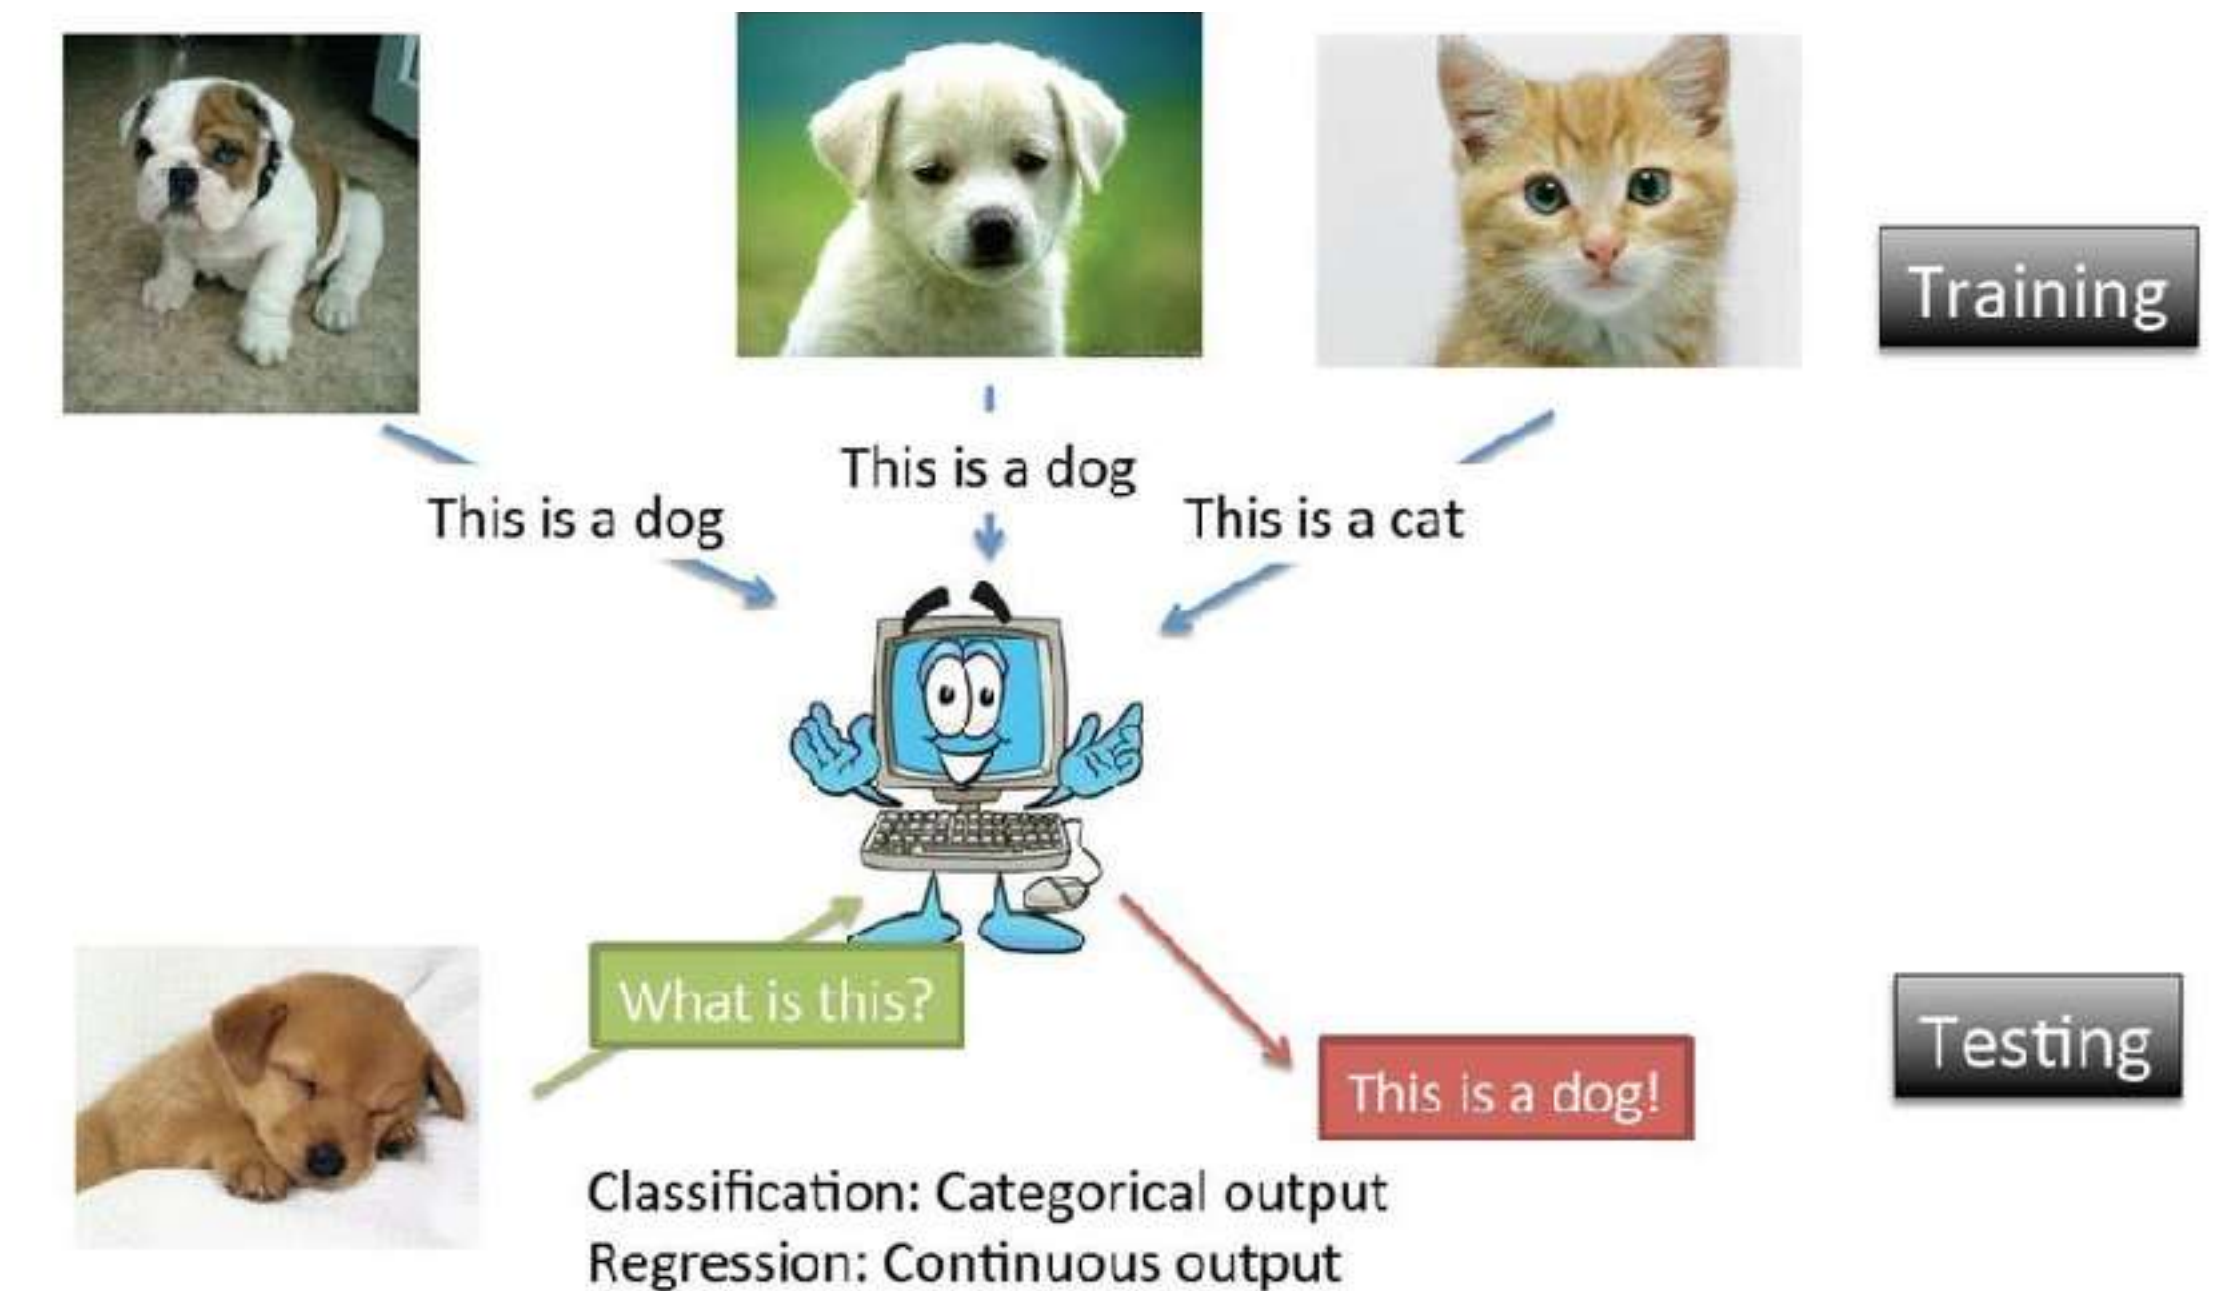 Training
This is a dog
This is a dog
This is a cat
What is this?
This is a dog!
Testing
Classification: Categorical output
Regression: Continuous output